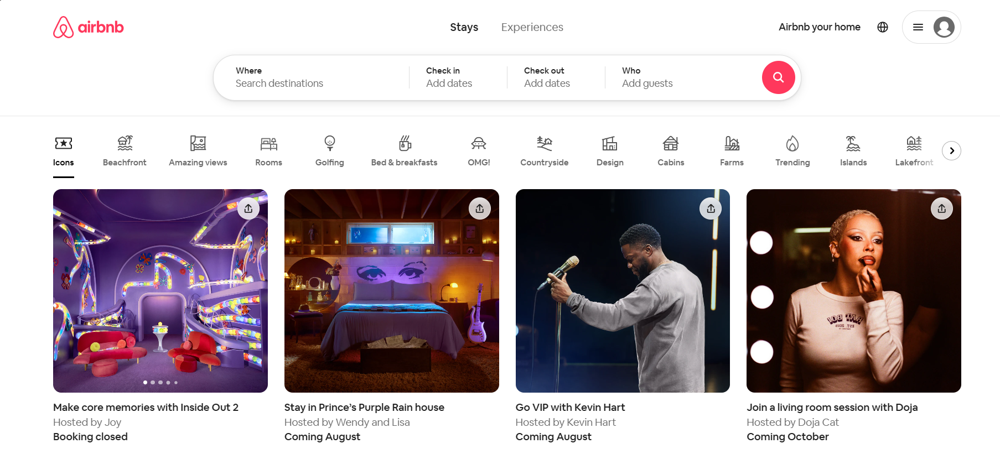 airbnb
Stays
Experiences
Airbnb your home
Where
Search destinations
Check in
Add dates
Check out
Add dates
Who
Add guests
Icons
Beachfront
Amazing views
Rooms
Golfing
Bed & breakfasts
OMG!
Countryside
Design
Cabins
Farms
Trending
Islands
Lakefront
RAT BOI
EST. 2015
Make core memories with Inside Out 2
Hosted by Joy
Booking closed
Stay in Prince’s Purple Rain house
Hosted by Wendy and Lisa
Coming August
Go VIP with Kevin Hart
Hosted by Kevin Hart
Coming August
Join a living room session with Doja
Hosted by Doja Cat
Coming October